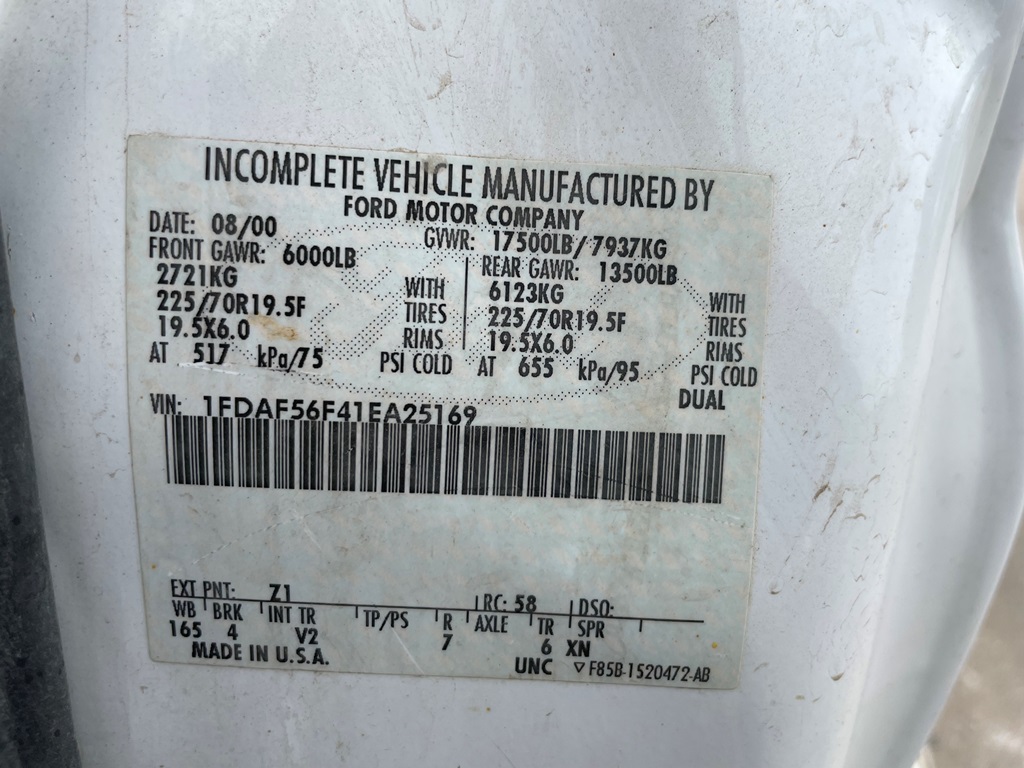 INCOMPLETE VEHICLE MANUFACTURED BY
FORD MOTOR COMPANY
DATE: 08/00 GVWR: 17500LB/7937KG
FRONT GAWR: 6000LB REAR GAWR: 13500LB
2721KG WITH 6123KG WITH
225/70R19.5F TIRES 225/70R19.5F TIRES
19.5X6.0 RIMS 19.5X6.0 RIMS
AT 517 kPa/75 PSI COLD AT 655 kPa/95 PSI COLD
DUAL
VIN: 1FDAF56F41EA25169
EXT PNT: Z1 RC: 58 DSO:
WB BRK INT TR TP/PS R AXLE TR SPR
165 4 V2 7 6 XN
MADE IN U.S.A. UNC ▽ F85B-1520472-AB